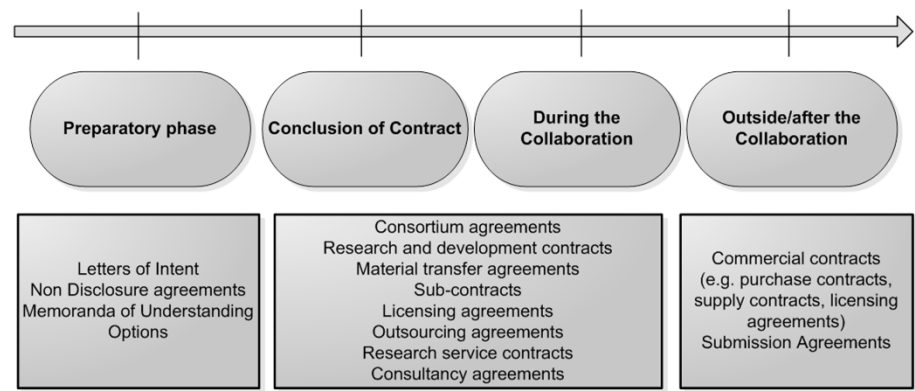 Preparatory phase
Conclusion of Contract
During the
Collaboration
Outside/after the
Collaboration
Letters of Intent
Non Disclosure agreements
Memoranda of Understanding
Options
Consortium agreements
Research and development contracts
Material transfer agreements
Sub-contracts
Licensing agreements
Outsourcing agreements
Research service contracts
Consultancy agreements
Commercial contracts
(e.g. purchase contracts,
supply contracts, licensing
agreements)
Submission Agreements